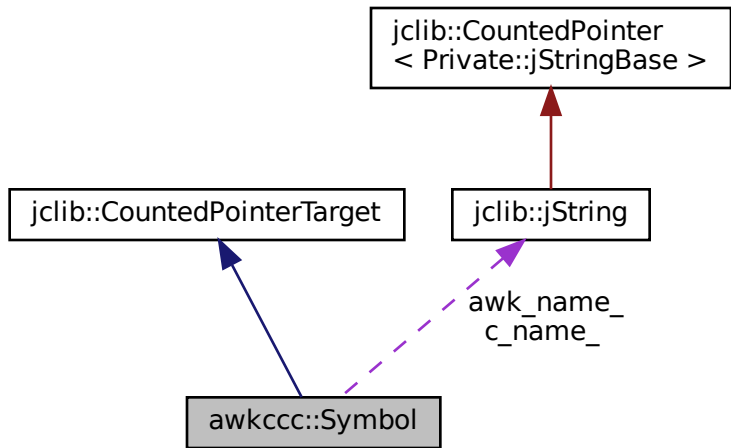 jclib::CountedPointer
< Private::jStringBase >
jclib::CountedPointerTarget
jclib::jString
awk_name_
c_name_
awkccc::Symbol